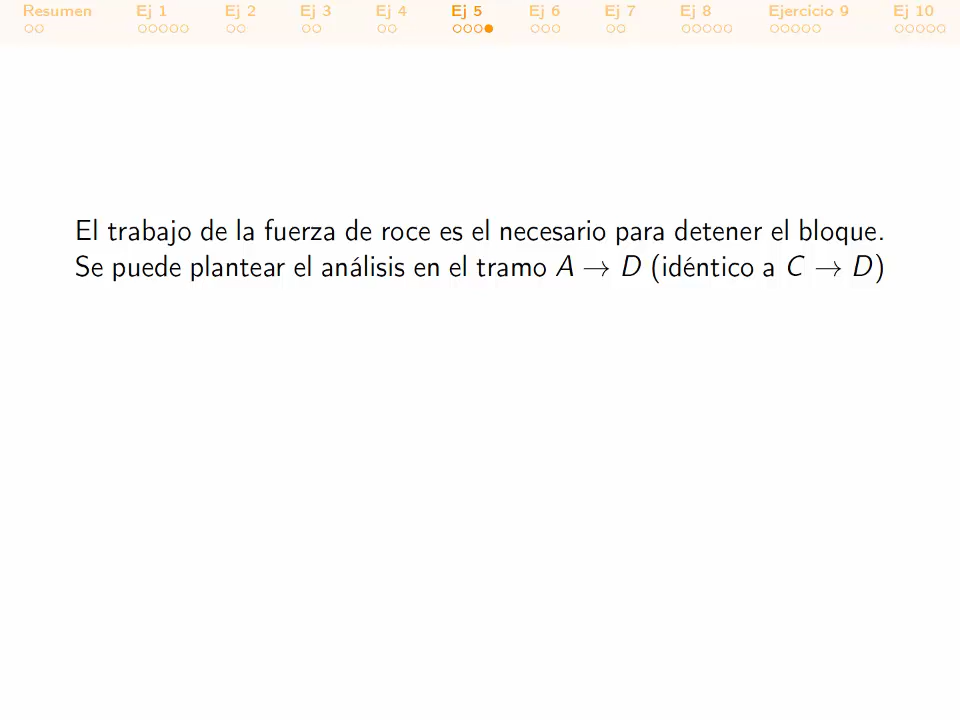 Resumen Ej 1 Ej 2 Ej 3 Ej 4 Ej 5 Ej 6 Ej 7 Ej 8 Ejercicio 9 Ej 10
El trabajo de la fuerza de roce es el necesario para detener el bloque.
Se puede plantear el análisis en el tramo A → D (idéntico a C → D)